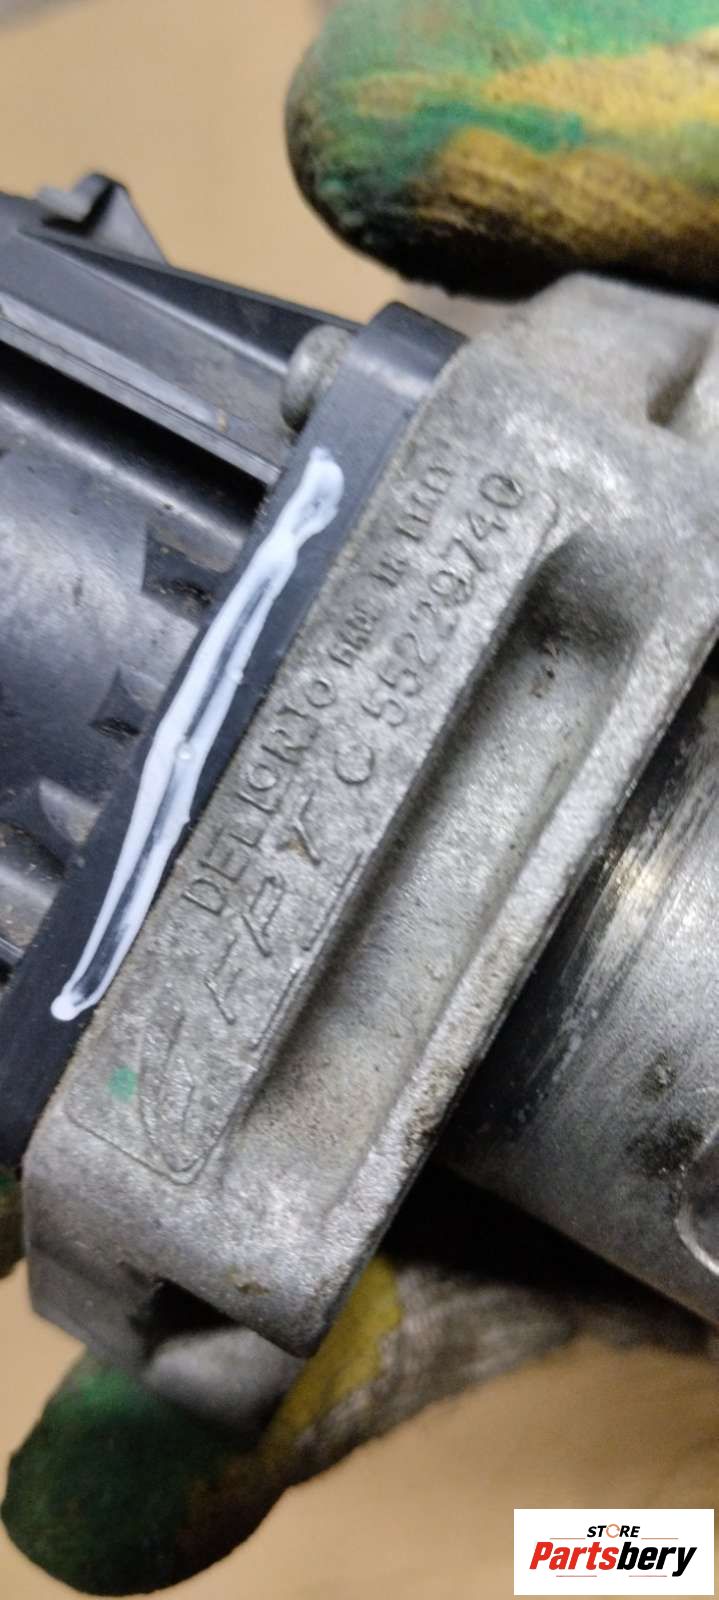 DELLORTO MADE IN ITALY
C 55229740
STORE
Partsbery